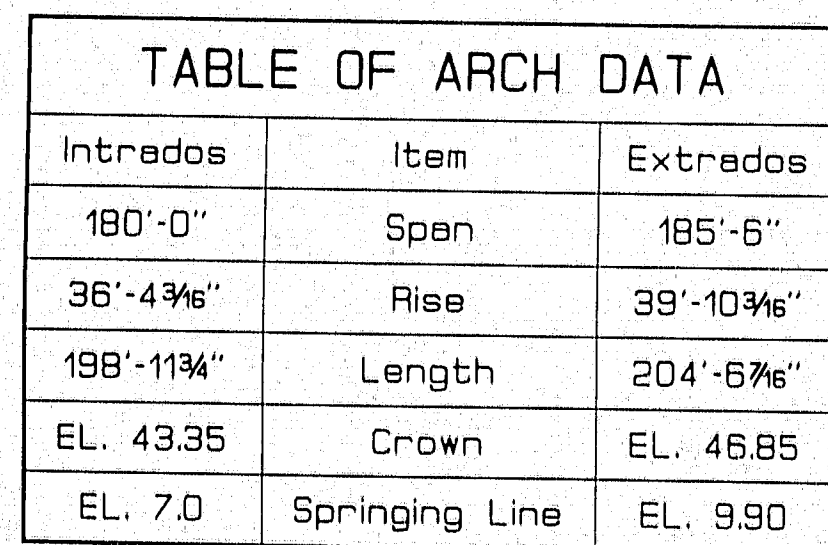 TABLE OF ARCH DATA
Intrados Item Extrados
180'-0" Span 185'-6"
36'-4 3/16" Rise 39'-10 3/16"
198'-11 3/4" Length 204'-6 7/16"
EL. 43.35 Crown EL. 46.85
EL. 7.0 Springing Line EL. 9.90